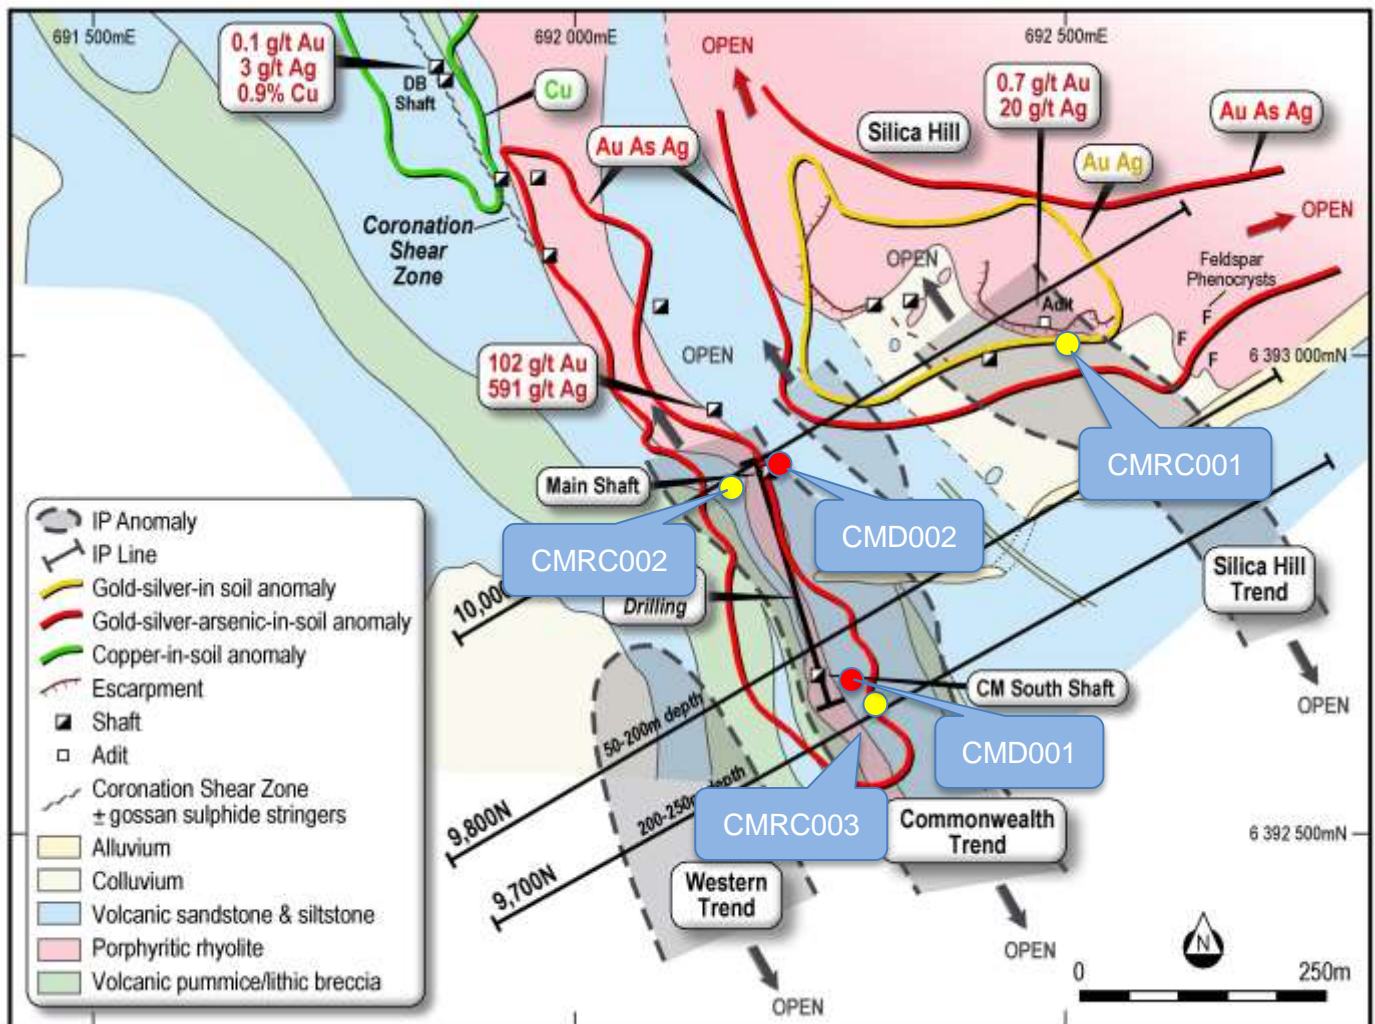 691 500mE
692 000mE
692 500mE
0.1 g/t Au
3 g/t Ag
0.9% Cu
DB
Shaft
Cu
Au As Ag
OPEN
Silica Hill
0.7 g/t Au
20 g/t Ag
Au As Ag
Au Ag
Coronation
Shear
Zone
OPEN
OPEN
Feldspar
Phenocrysts
Adit
F
F
F
102 g/t Au
591 g/t Ag
OPEN
6 393 000mN
CMRC001
Main Shaft
CMRC002
CMD002
Drilling
Silica Hill
Trend
10,00
CM South Shaft
OPEN
CMD001
50-200m depth
200-250m depth
9,800N
9,700N
CMRC003
Commonwealth
Trend
6 392 500mN
Western
Trend
OPEN
OPEN
N
0
250m
IP Anomaly
IP Line
Gold-silver-in soil anomaly
Gold-silver-arsenic-in-soil anomaly
Copper-in-soil anomaly
Escarpment
Shaft
Adit
Coronation Shear Zone
± gossan sulphide stringers
Alluvium
Colluvium
Volcanic sandstone & siltstone
Porphyritic rhyolite
Volcanic pummice/lithic breccia